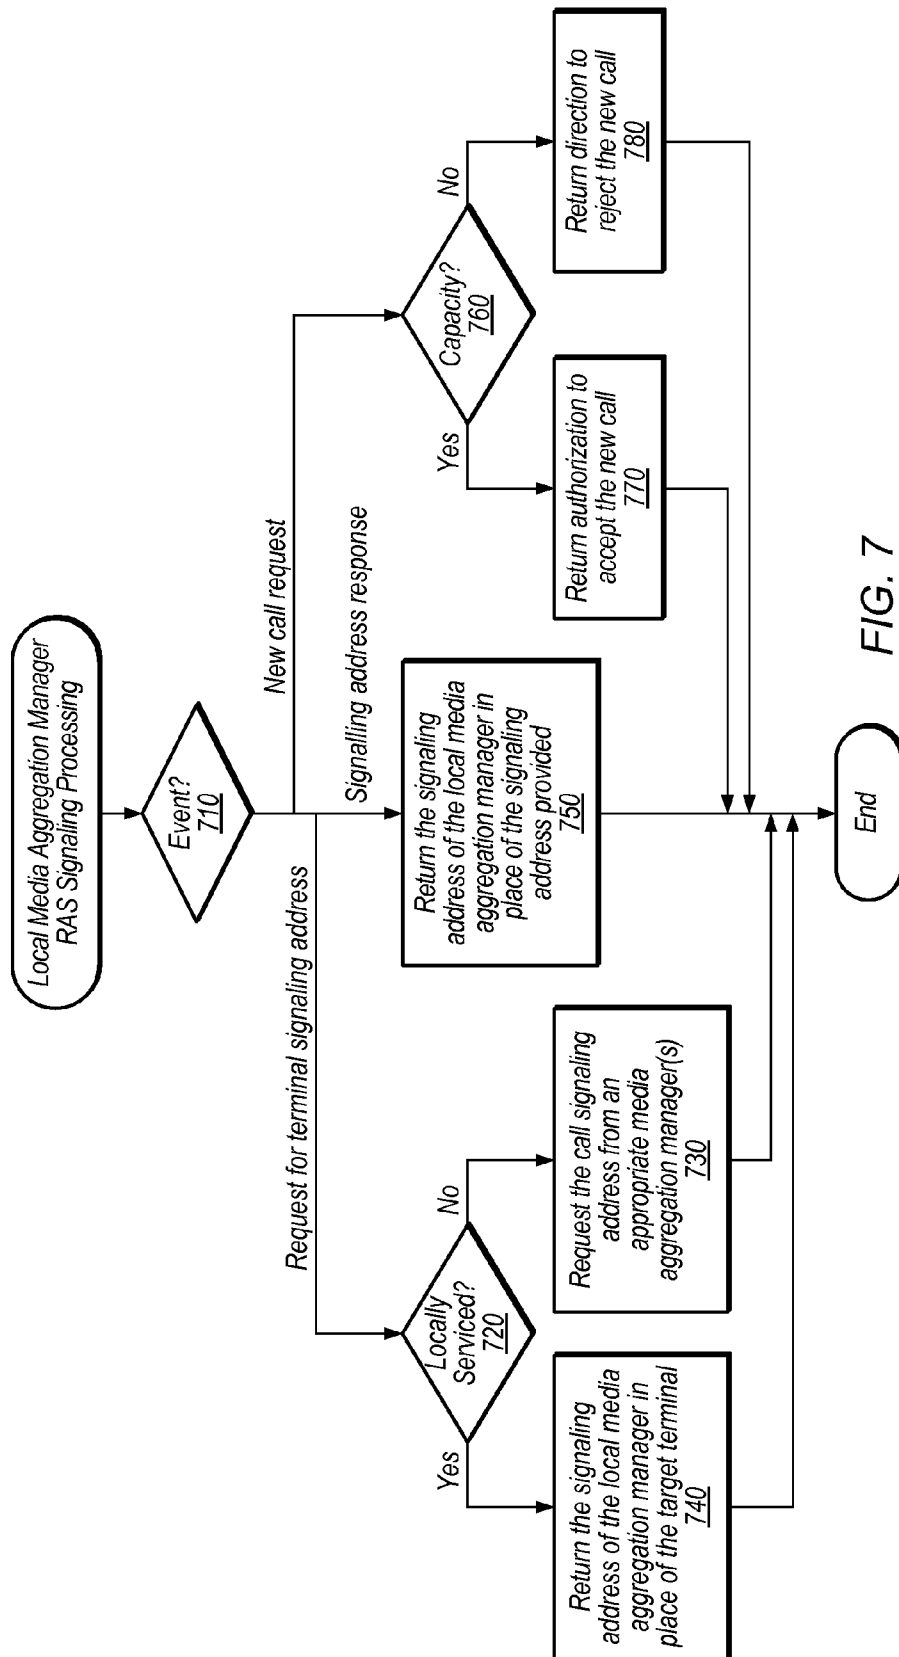 Local Media Aggregation Manager
RAS Signaling Processing
Event?
710
Request for terminal signaling address
Signalling address response
New call request
Locally
Serviced?
720
Yes
No
Capacity?
760
Yes
No
Return the signaling
address of the local media
aggregation manager in
place of the target terminal
740
Request the call signaling
address from an
appropriate media
aggregation manager(s)
730
Return the signaling
address of the local media
aggregation manager in
place of the signaling
address provided
750
Return authorization to
accept the new call
770
Return direction to
reject the new call
780
End
FIG. 7